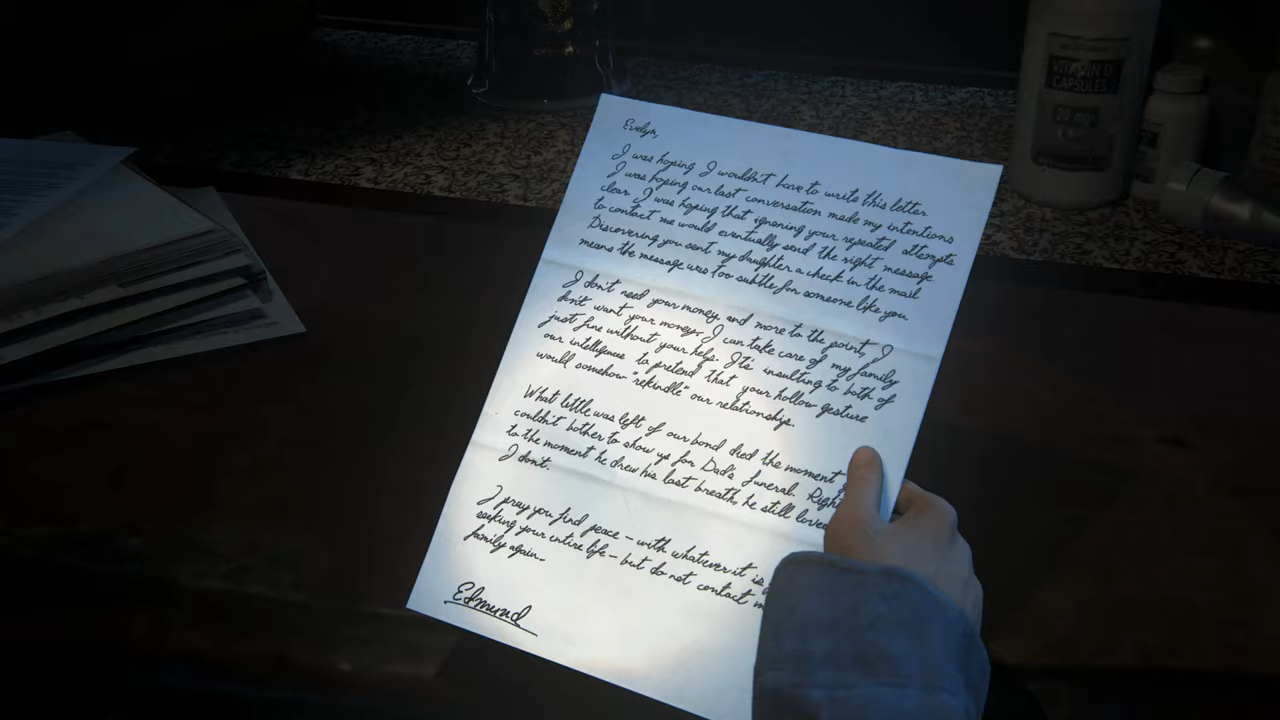 Evelyn,
I was hoping I wouldn't have to write this letter.
I was hoping our last conversation made my intentions
clear. I was hoping that ignoring your repeated attempts
to contact me would eventually send the right message.
Discovering you sent my daughter a check in the mail
means the message was too subtle for someone like you.
I don't need your money, and more to the point, I
don't want your money. I can take care of my family
just fine without your help. It's insulting to both of
our intelligences to pretend that your hollow gesture
would somehow "rekindle" our relationship.
What little was left of our bond died the moment
couldn't bother to show up for Dad's funeral. Right
to the moment he drew his last breath, he still loved
I don't.
I pray you find peace – with whatever it is
seeking your entire life – but do not contact
family again.
Edmund
VITAMIN D
CAPSULES